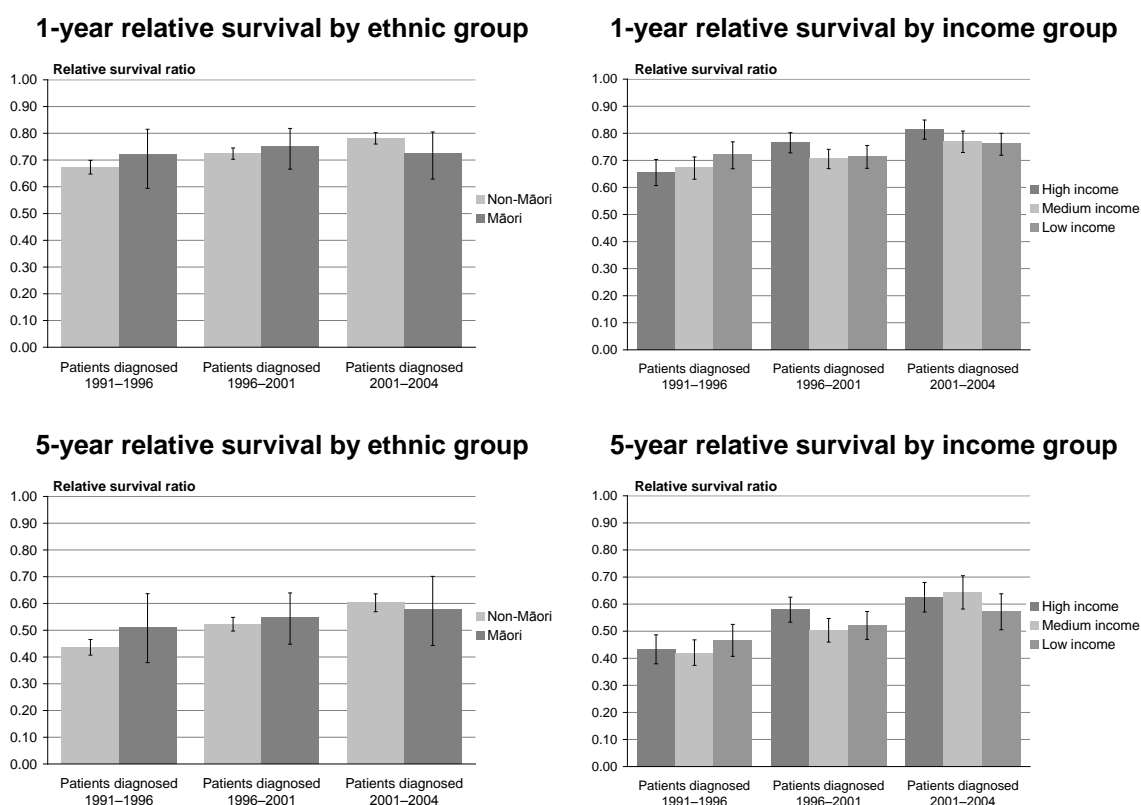 1-year relative survival by ethnic group
Relative survival ratio
1.00
0.90
0.80
0.70
0.60
0.50
0.40
0.30
0.20
0.10
0.00
Patients diagnosed 1991–1996
Patients diagnosed 1996–2001
Patients diagnosed 2001–2004
Non-Māori
Māori
1-year relative survival by income group
Relative survival ratio
1.00
0.90
0.80
0.70
0.60
0.50
0.40
0.30
0.20
0.10
0.00
Patients diagnosed 1991–1996
Patients diagnosed 1996–2001
Patients diagnosed 2001–2004
High income
Medium income
Low income
5-year relative survival by ethnic group
Relative survival ratio
1.00
0.90
0.80
0.70
0.60
0.50
0.40
0.30
0.20
0.10
0.00
Patients diagnosed 1991–1996
Patients diagnosed 1996–2001
Patients diagnosed 2001–2004
Non-Māori
Māori
5-year relative survival by income group
Relative survival ratio
1.00
0.90
0.80
0.70
0.60
0.50
0.40
0.30
0.20
0.10
0.00
Patients diagnosed 1991–1996
Patients diagnosed 1996–2001
Patients diagnosed 2001–2004
High income
Medium income
Low income